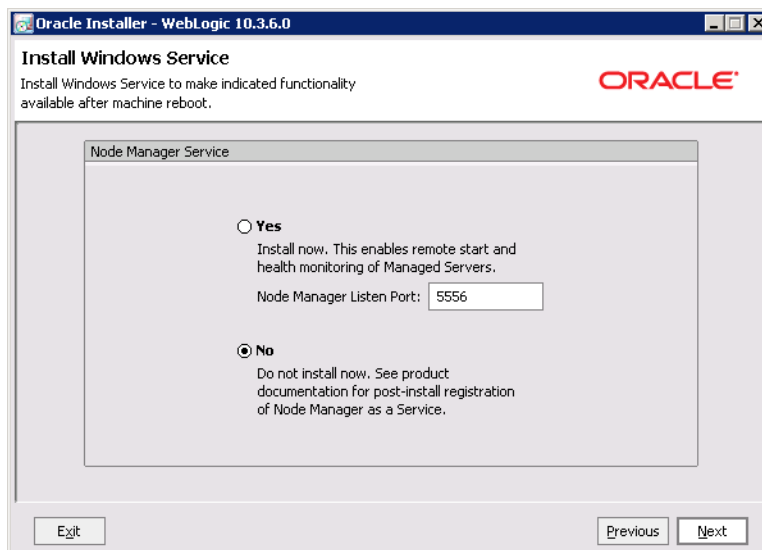 Oracle Installer - WebLogic 10.3.6.0
Install Windows Service
Install Windows Service to make indicated functionality
available after machine reboot.
ORACLE
Node Manager Service
Yes
Install now. This enables remote start and
health monitoring of Managed Servers.
Node Manager Listen Port: 5556
No
Do not install now. See product
documentation for post-install registration
of Node Manager as a Service.
Exit Previous Next